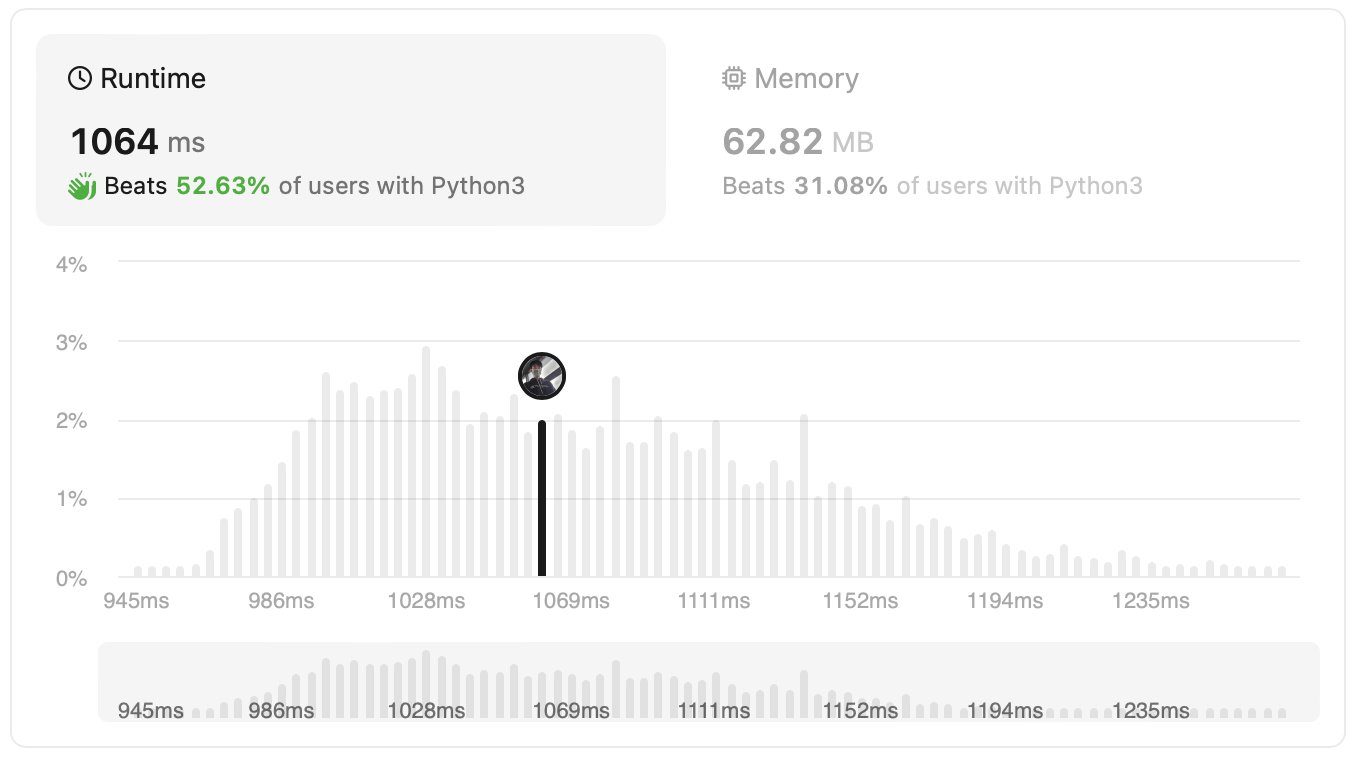 Runtime
1064 ms
Beats 52.63% of users with Python3
Memory
62.82 MB
Beats 31.08% of users with Python3
4%
3%
2%
1%
0%
945ms 986ms 1028ms 1069ms 1111ms 1152ms 1194ms 1235ms
945ms 986ms 1028ms 1069ms 1111ms 1152ms 1194ms 1235ms